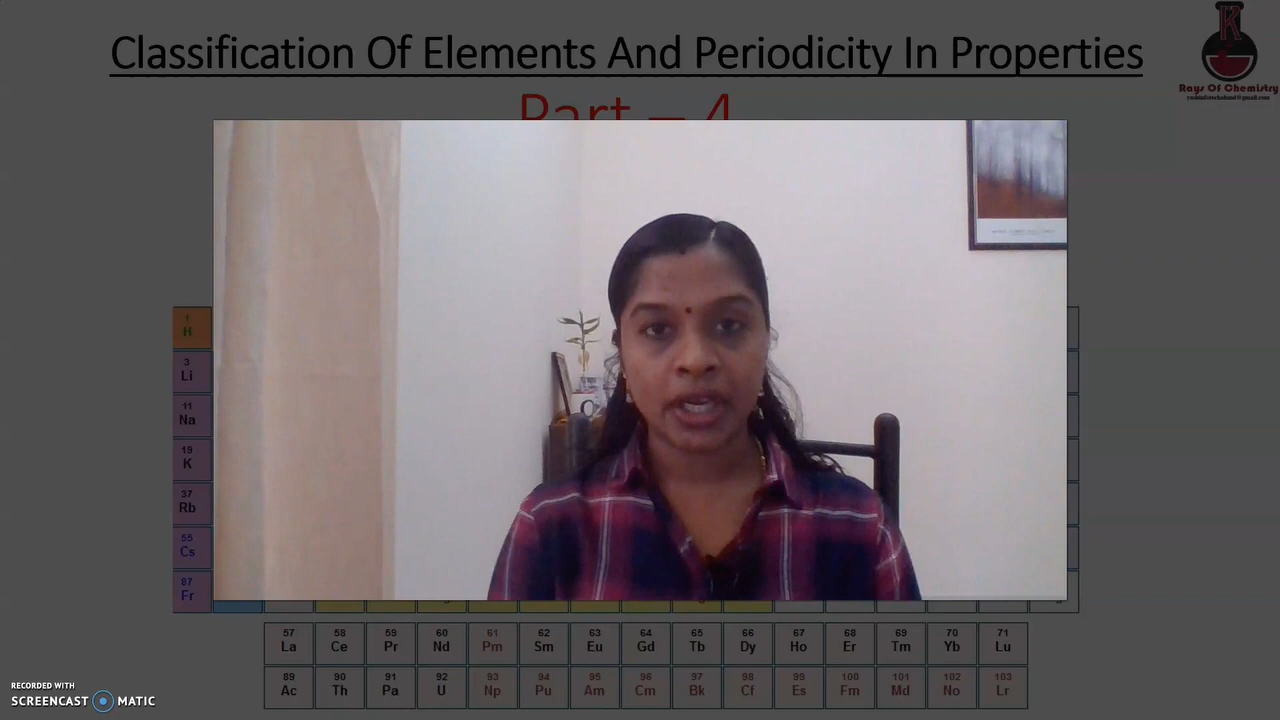 Classification Of Elements And Periodicity In Properties
Part – 4
K
Rays Of Chemistry
1
H
3
Li
11
Na
19
K
37
Rb
55
Cs
87
Fr
57 58 59 60 61 62 63 64 65 66 67 68 69 70 71
La Ce Pr Nd Pm Sm Eu Gd Tb Dy Ho Er Tm Yb Lu
89 90 91 92 93 94 95 96 97 98 99 100 101 102 103
Ac Th Pa U Np Pu Am Cm Bk Cf Es Fm Md No Lr
RECORDED WITH
SCREENCAST MATIC